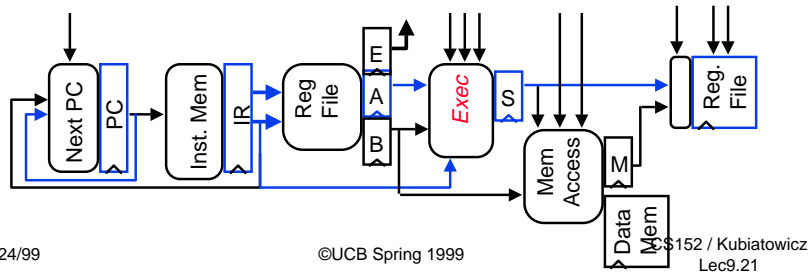 Next PC
PC
Inst. Mem
IR
Reg
File
E
A
B
Exec
S
Mem
Access
M
Data
Mem
Reg.
File
24/99
©UCB Spring 1999
CS152 / Kubiatowicz
Lec9.21